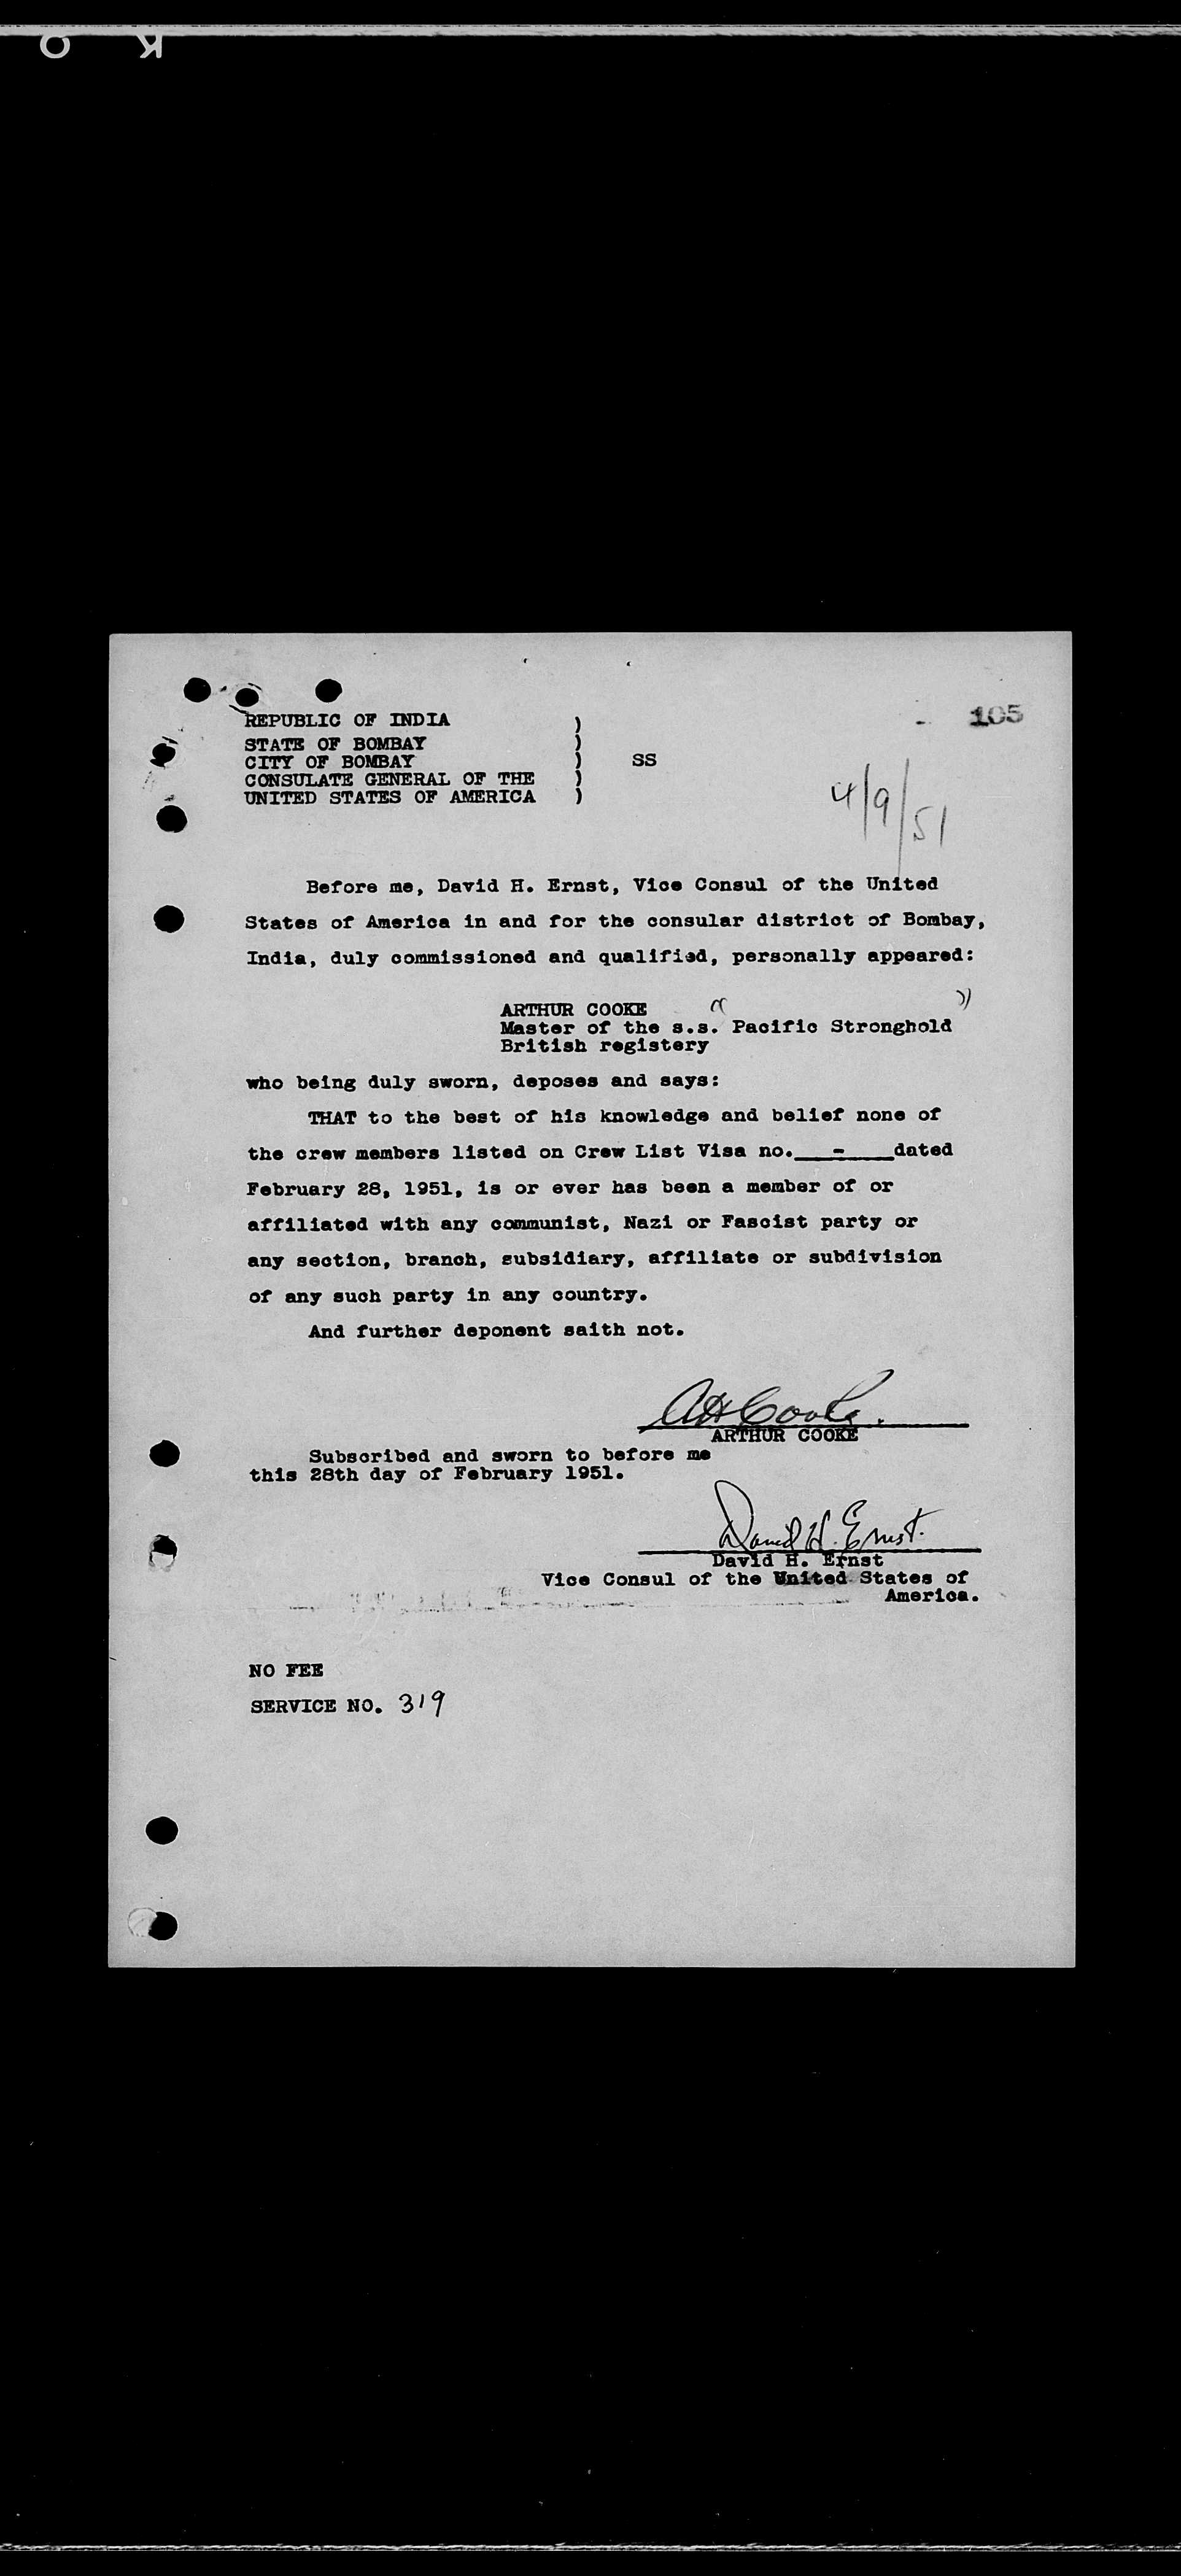 105
REPUBLIC OF INDIA )
STATE OF BOMBAY )
CITY OF BOMBAY ) SS
CONSULATE GENERAL OF THE )
UNITED STATES OF AMERICA )
4/9/51
Before me, David H. Ernst, Vice Consul of the United
States of America in and for the consular district of Bombay,
India, duly commissioned and qualified, personally appeared:
ARTHUR COOKE
Master of the s.s. "Pacific Stronghold"
British registery
who being duly sworn, deposes and says:
THAT to the best of his knowledge and belief none of
the crew members listed on Crew List Visa no. - dated
February 28, 1951, is or ever has been a member of or
affiliated with any communist, Nazi or Fascist party or
any section, branch, subsidiary, affiliate or subdivision
of any such party in any country.
And further deponent saith not.
AH Cooke.
ARTHUR COOKE
Subscribed and sworn to before me
this 28th day of February 1951.
David H. Ernst.
David H. Ernst
Vice Consul of the United States of
America.
NO FEE
SERVICE NO. 319